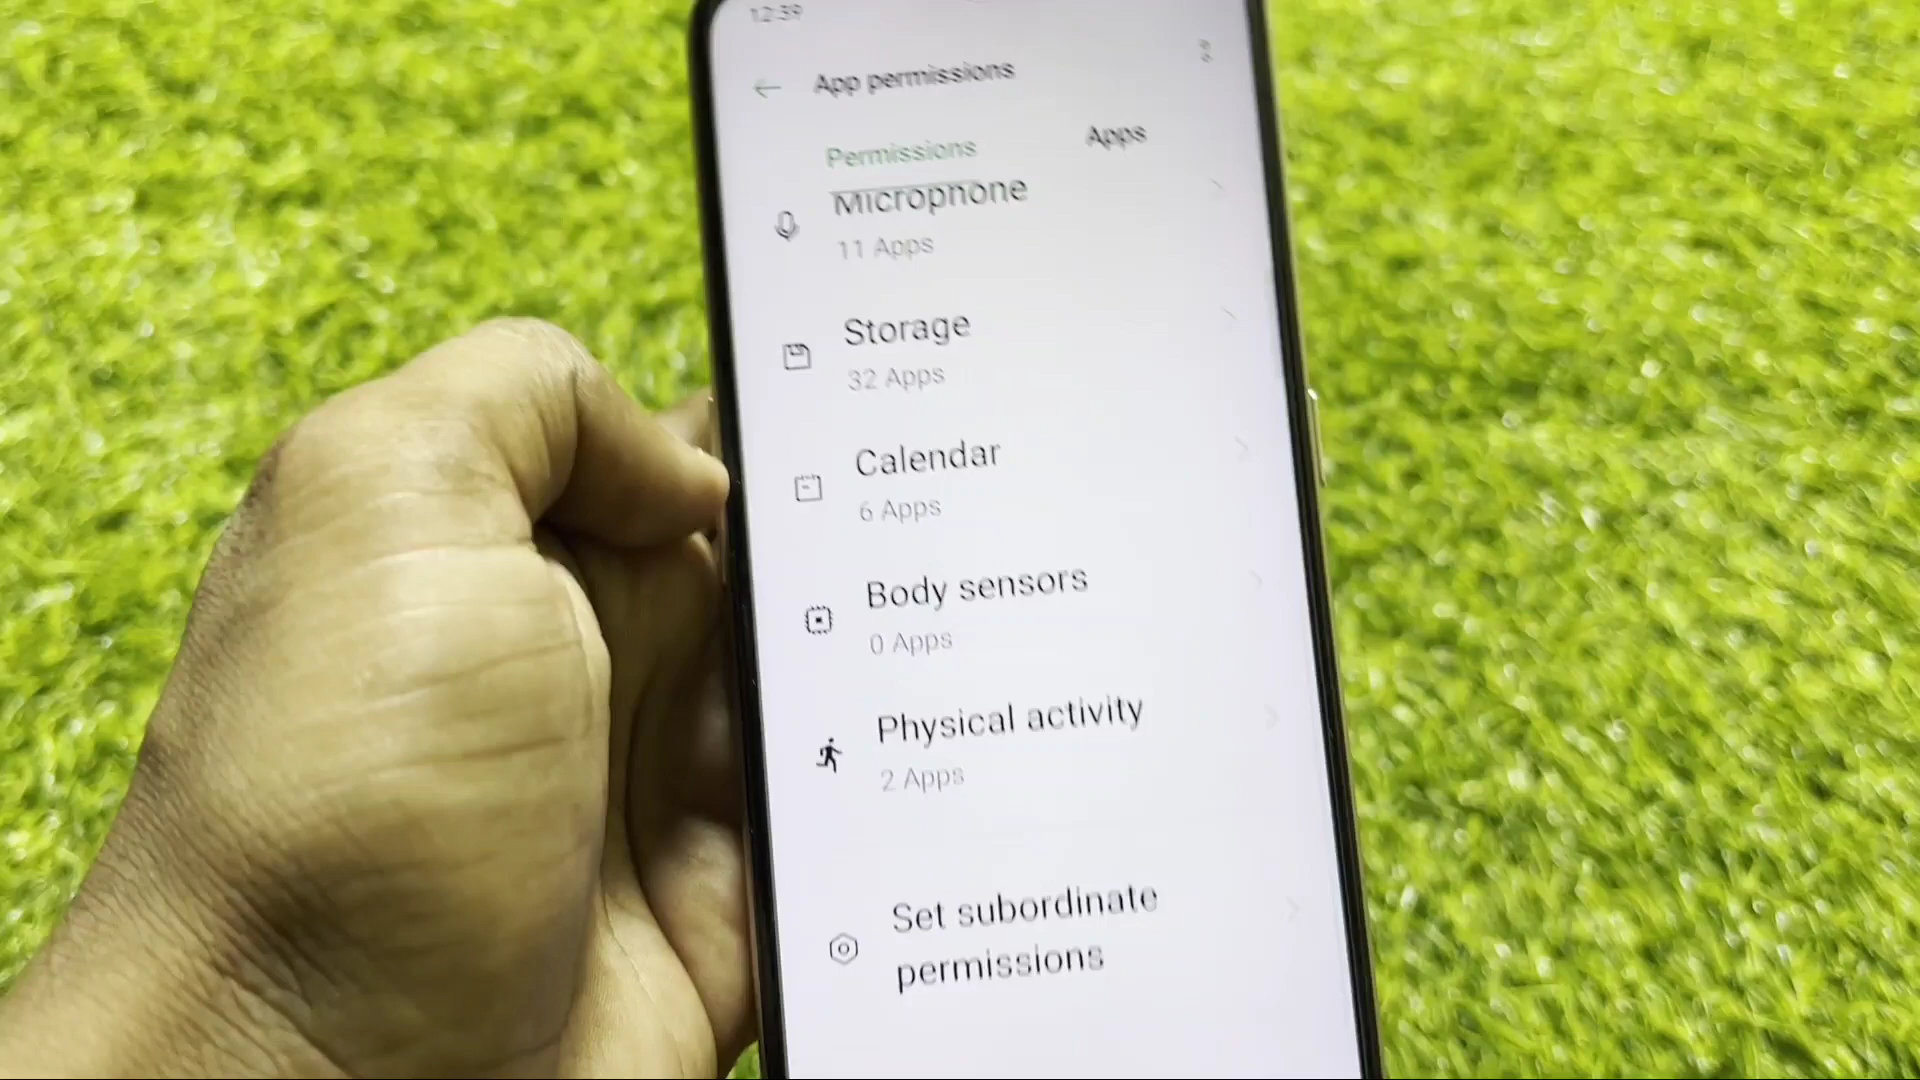 12:39
App permissions
Permissions
Apps
Microphone
11 Apps
Storage
32 Apps
Calendar
6 Apps
Body sensors
0 Apps
Physical activity
2 Apps
Set subordinate
permissions